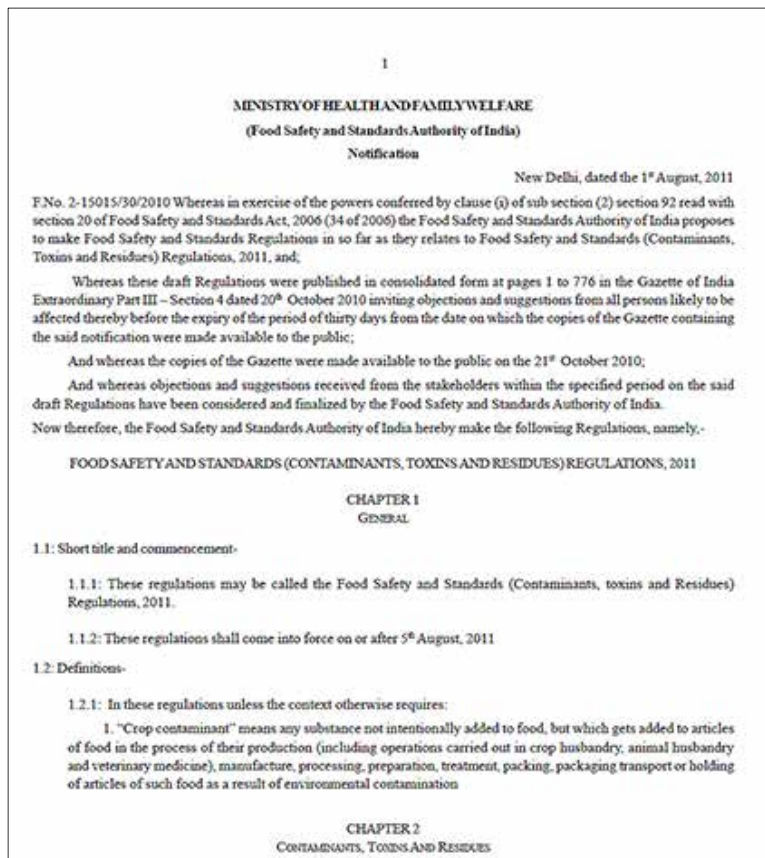 1
MINISTRY OF HEALTH AND FAMILY WELFARE
(Food Safety and Standards Authority of India)
Notification
New Delhi, dated the 1st August, 2011
F.No. 2-15015/30/2010 Whereas in exercise of the powers conferred by clause (i) of sub section (2) section 92 read with
section 20 of Food Safety and Standards Act, 2006 (34 of 2006) the Food Safety and Standards Authority of India proposes
to make Food Safety and Standards Regulations in so far as they relates to Food Safety and Standards (Contaminants,
Toxins and Residues) Regulations, 2011, and;
Whereas these draft Regulations were published in consolidated form at pages 1 to 776 in the Gazette of India
Extraordinary Part III – Section 4 dated 20th October 2010 inviting objections and suggestions from all persons likely to be
affected thereby before the expiry of the period of thirty days from the date on which the copies of the Gazette containing
the said notification were made available to the public;
And whereas the copies of the Gazette were made available to the public on the 21st October 2010;
And whereas objections and suggestions received from the stakeholders within the specified period on the said
draft Regulations have been considered and finalized by the Food Safety and Standards Authority of India.
Now therefore, the Food Safety and Standards Authority of India hereby make the following Regulations, namely,-
FOOD SAFETY AND STANDARDS (CONTAMINANTS, TOXINS AND RESIDUES) REGULATIONS, 2011
CHAPTER 1
GENERAL
1.1: Short title and commencement-
1.1.1: These regulations may be called the Food Safety and Standards (Contaminants, toxins and Residues)
Regulations, 2011.
1.1.2: These regulations shall come into force on or after 5th August, 2011
1.2: Definitions-
1.2.1: In these regulations unless the context otherwise requires:
1. “Crop contaminant” means any substance not intentionally added to food, but which gets added to articles
of food in the process of their production (including operations carried out in crop husbandry, animal husbandry
and veterinary medicine), manufacture, processing, preparation, treatment, packing, packaging transport or holding
of articles of such food as a result of environmental contamination
CHAPTER 2
CONTAMINANTS, TOXINS AND RESIDUES